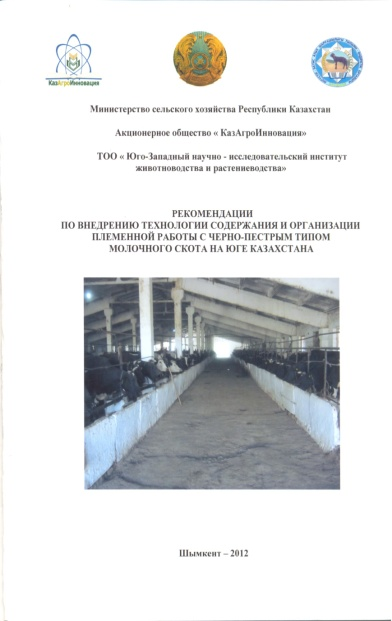 КазАгроИнновация
Министерство сельского хозяйства Республики Казахстан
Акционерное общество « КазАгроИнновация»
ТОО « Юго-Западный научно - исследовательский институт
животноводства и растениеводства»
РЕКОМЕНДАЦИИ
ПО ВНЕДРЕНИЮ ТЕХНОЛОГИИ СОДЕРЖАНИЯ И ОРГАНИЗАЦИИ
ПЛЕМЕННОЙ РАБОТЫ С ЧЕРНО-ПЕСТРЫМ ТИПОМ
МОЛОЧНОГО СКОТА НА ЮГЕ КАЗАХСТАНА
Шымкент – 2012